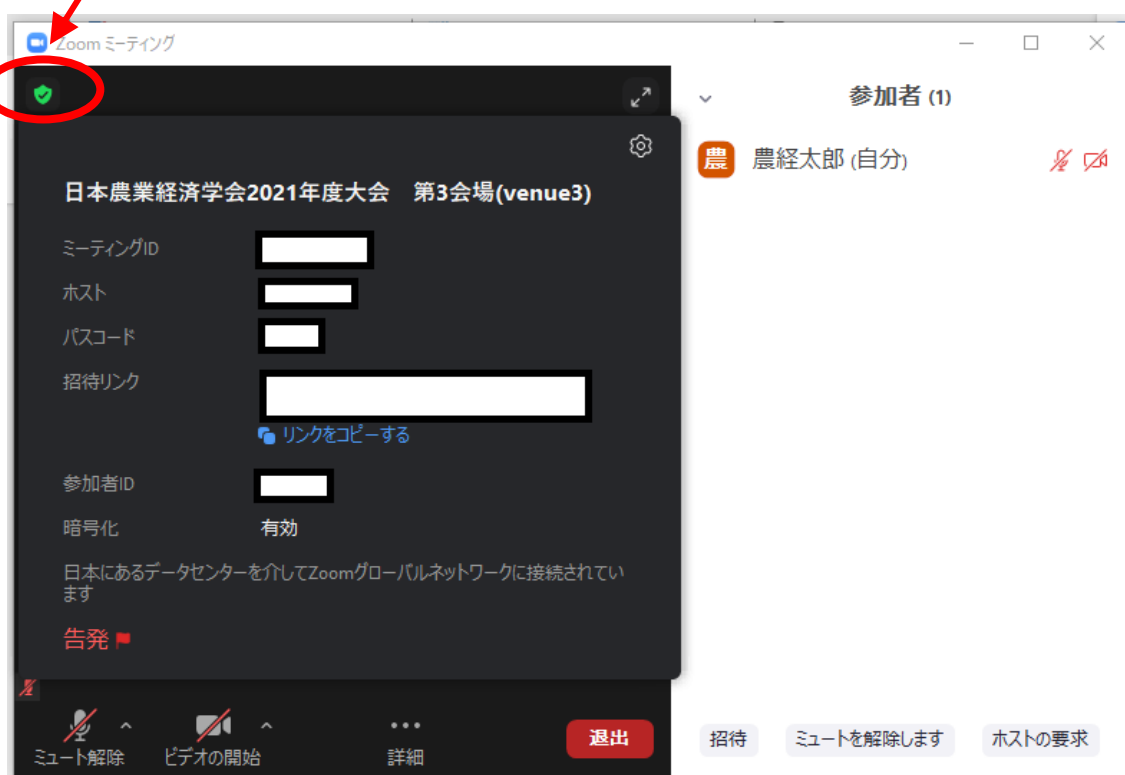 Zoom ミーティング
参加者 (1)
農 農経太郎 (自分)
日本農業経済学会2021年度大会　第3会場(venue3)
ミーティングID
ホスト
パスコード
招待リンク
リンクをコピーする
参加者ID
暗号化 有効
日本にあるデータセンターを介してZoomグローバルネットワークに接続されてい
ます
告発
ミュート解除 ビデオの開始 詳細 退出
招待 ミュートを解除します ホストの要求